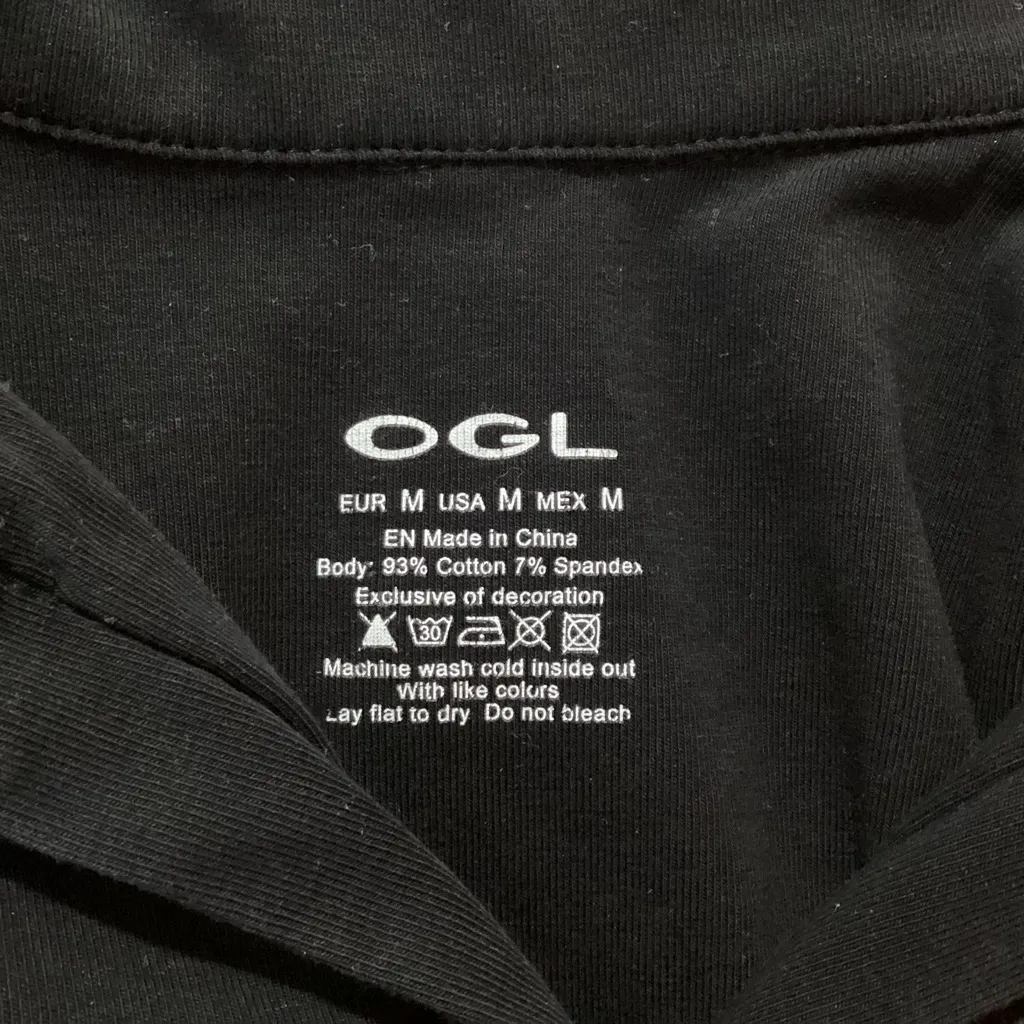 OGL
EUR M USA M MEX M
EN Made in China
Body: 93% Cotton 7% Spandex
Exclusive of decoration
30
Machine wash cold inside out
With like colors
Lay flat to dry Do not bleach